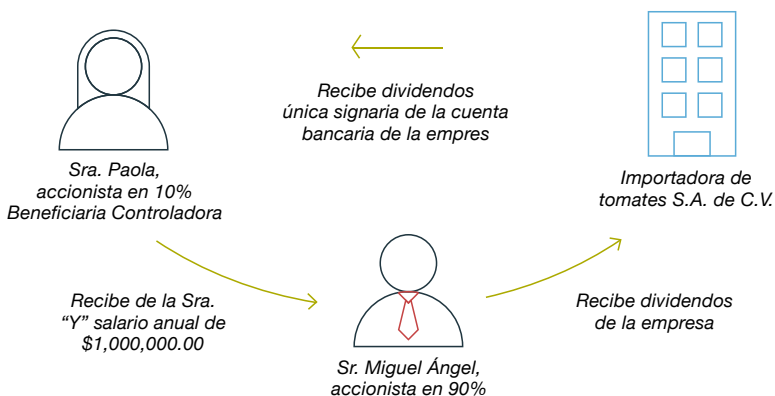 Recibe dividendos
única signaria de la cuenta
bancaria de la empres
Sra. Paola,
accionista en 10%
Beneficiaria Controladora
Importadora de
tomates S.A. de C.V.
Recibe de la Sra.
“Y” salario anual de
$1,000,000.00
Recibe dividendos
de la empresa
Sr. Miguel Ángel,
accionista en 90%